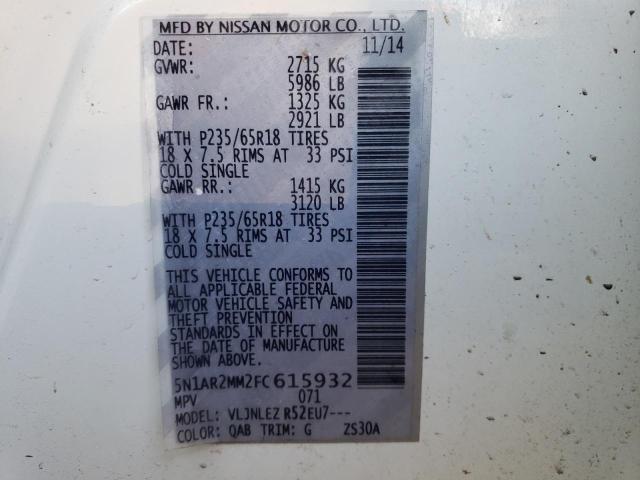 MFD BY NISSAN MOTOR CO., LTD.
DATE: 11/14
GVWR: 2715 KG
5986 LB
GAWR FR.: 1325 KG
2921 LB
WITH P235/65R18 TIRES
18 X 7.5 RIMS AT 33 PSI
COLD SINGLE
GAWR RR.: 1415 KG
3120 LB
WITH P235/65R18 TIRES
18 X 7.5 RIMS AT 33 PSI
COLD SINGLE
THIS VEHICLE CONFORMS TO
ALL APPLICABLE FEDERAL
MOTOR VEHICLE SAFETY AND
THEFT PREVENTION
STANDARDS IN EFFECT ON
THE DATE OF MANUFACTURE
SHOWN ABOVE.
5N1AR2MM2FC615932
MPV 071
MODEL: VLJNLEZ R52EU7---
COLOR: QAB TRIM: G ZS30A